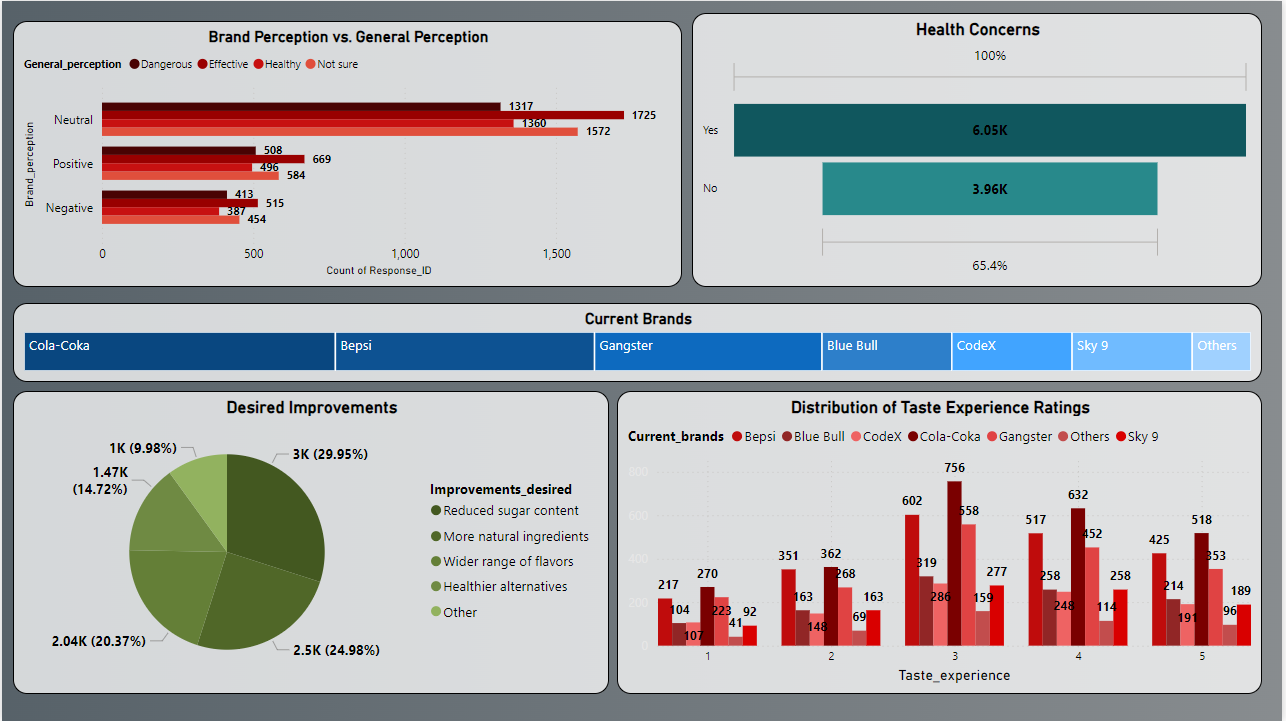 Brand Perception vs. General Perception
General_perception Dangerous Effective Healthy Not sure
Brand_perception
Neutral
1317
1725
1360
1572
Positive
508
669
496
584
Negative
413
515
387
454
0 500 1,000 1,500
Count of Response_ID
Health Concerns
100%
Yes
6.05K
No
3.96K
65.4%
Current Brands
Cola-Coka Bepsi Gangster Blue Bull CodeX Sky 9 Others
Desired Improvements
1K (9.98%)
3K (29.95%)
1.47K
(14.72%)
2.04K (20.37%)
2.5K (24.98%)
Improvements_desired
Reduced sugar content
More natural ingredients
Wider range of flavors
Healthier alternatives
Other
Distribution of Taste Experience Ratings
Current_brands Bepsi Blue Bull CodeX Cola-Coka Gangster Others Sky 9
800
600
400
200
0
217 104 107 270 223 41 92
351 163 148 362 268 69 163
602 319 286 756 558 159 277
517 258 248 632 452 114 258
425 214 191 518 353 96 189
1 2 3 4 5
Taste_experience